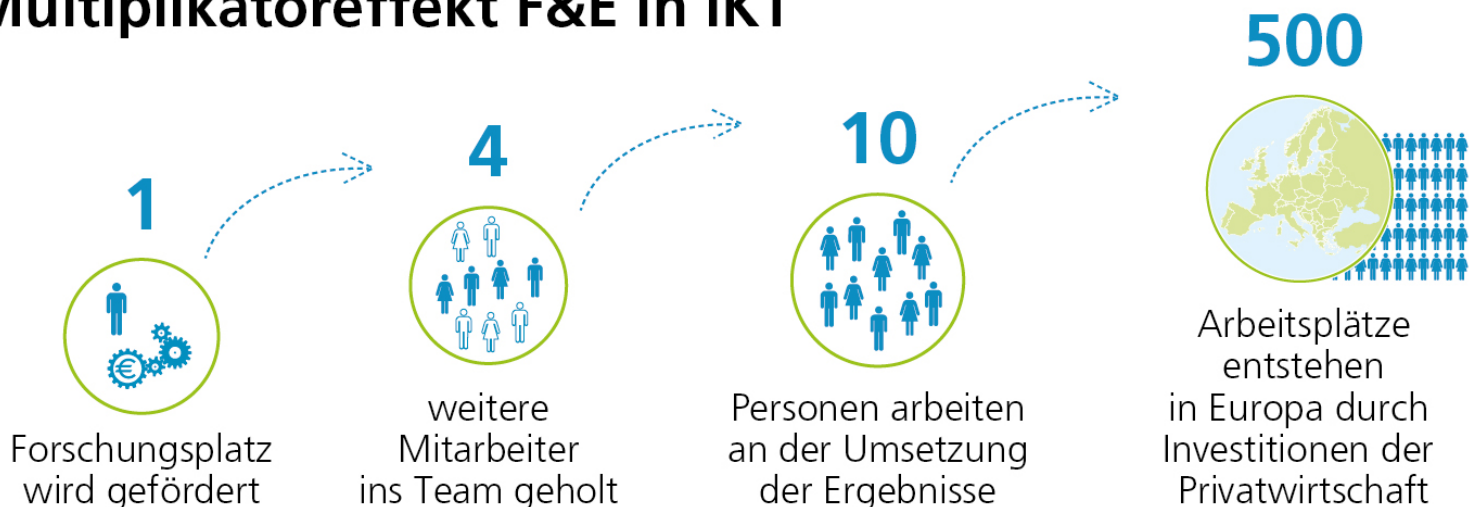 Multiplikatoreffekt F&E in IKT
1
Forschungsplatz
wird gefördert
4
weitere
Mitarbeiter
ins Team geholt
10
Personen arbeiten
an der Umsetzung
der Ergebnisse
500
Arbeitsplätze
entstehen
in Europa durch
Investitionen der
Privatwirtschaft
€